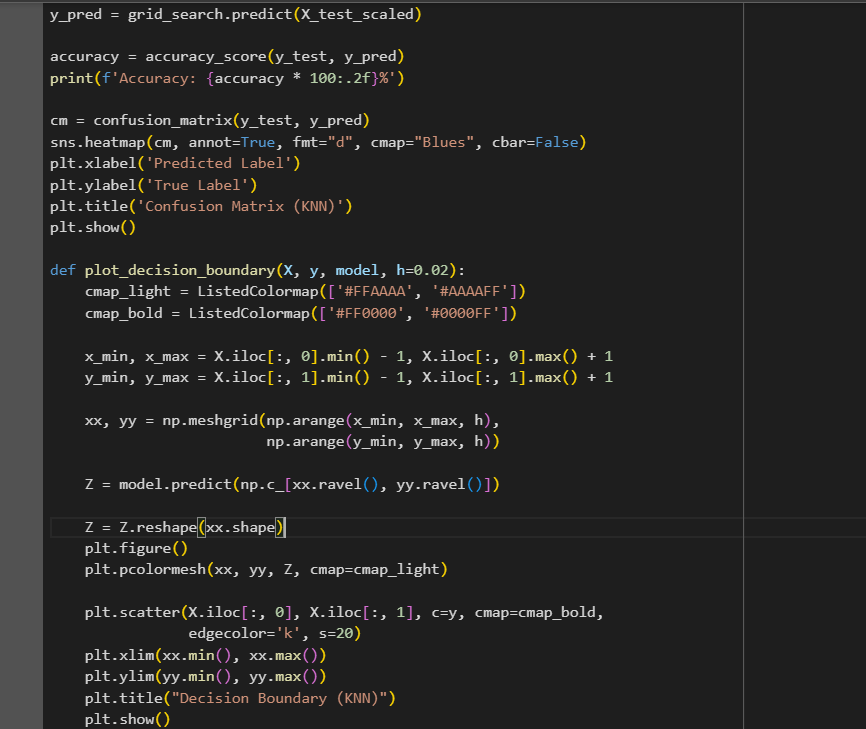 y_pred = grid_search.predict(X_test_scaled)
accuracy = accuracy_score(y_test, y_pred)
print(f'Accuracy: {accuracy * 100:.2f}%')
cm = confusion_matrix(y_test, y_pred)
sns.heatmap(cm, annot=True, fmt="d", cmap="Blues", cbar=False)
plt.xlabel('Predicted Label')
plt.ylabel('True Label')
plt.title('Confusion Matrix (KNN)')
plt.show()
def plot_decision_boundary(X, y, model, h=0.02):
    cmap_light = ListedColormap(['#FFAAAA', '#AAAAFF'])
    cmap_bold = ListedColormap(['#FF0000', '#0000FF'])
    x_min, x_max = X.iloc[:, 0].min() - 1, X.iloc[:, 0].max() + 1
    y_min, y_max = X.iloc[:, 1].min() - 1, X.iloc[:, 1].max() + 1
    xx, yy = np.meshgrid(np.arange(x_min, x_max, h),
                         np.arange(y_min, y_max, h))
    Z = model.predict(np.c_[xx.ravel(), yy.ravel()])
    Z = Z.reshape(xx.shape)
    plt.figure()
    plt.pcolormesh(xx, yy, Z, cmap=cmap_light)
    plt.scatter(X.iloc[:, 0], X.iloc[:, 1], c=y, cmap=cmap_bold,
                edgecolor='k', s=20)
    plt.xlim(xx.min(), xx.max())
    plt.ylim(yy.min(), yy.max())
    plt.title("Decision Boundary (KNN)")
    plt.show()